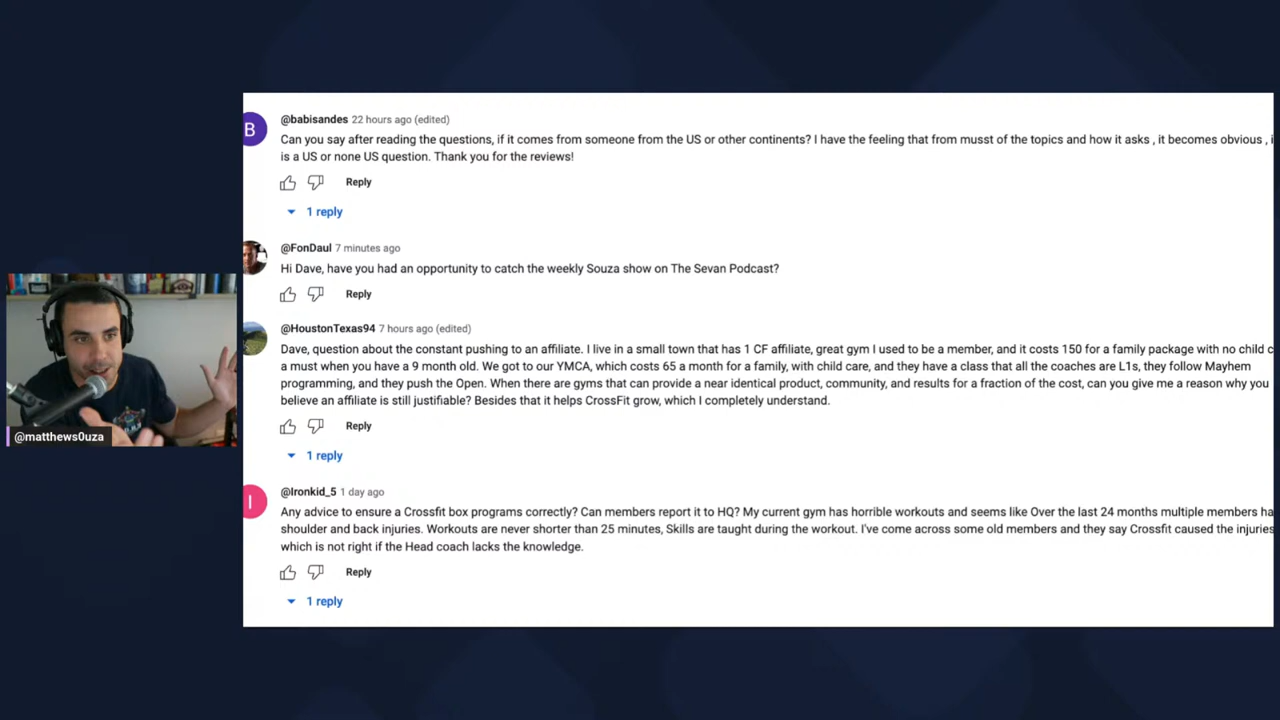 B
@babisandes 22 hours ago (edited)
Can you say after reading the questions, if it comes from someone from the US or other continents? I have the feeling that from musst of the topics and how it asks , it becomes obvious , i
is a US or none US question. Thank you for the reviews!
Reply
1 reply
@FonDaul 7 minutes ago
Hi Dave, have you had an opportunity to catch the weekly Souza show on The Sevan Podcast?
Reply
@HoustonTexas94 7 hours ago (edited)
Dave, question about the constant pushing to an affiliate. I live in a small town that has 1 CF affiliate, great gym I used to be a member, and it costs 150 for a family package with no child c
a must when you have a 9 month old. We got to our YMCA, which costs 65 a month for a family, with child care, and they have a class that all the coaches are L1s, they follow Mayhem
programming, and they push the Open. When there are gyms that can provide a near identical product, community, and results for a fraction of the cost, can you give me a reason why you
believe an affiliate is still justifiable? Besides that it helps CrossFit grow, which I completely understand.
Reply
1 reply
@matthews0uza
I
@Ironkid_5 1 day ago
Any advice to ensure a Crossfit box programs correctly? Can members report it to HQ? My current gym has horrible workouts and seems like Over the last 24 months multiple members ha
shoulder and back injuries. Workouts are never shorter than 25 minutes, Skills are taught during the workout. I've come across some old members and they say Crossfit caused the injuries
which is not right if the Head coach lacks the knowledge.
Reply
1 reply